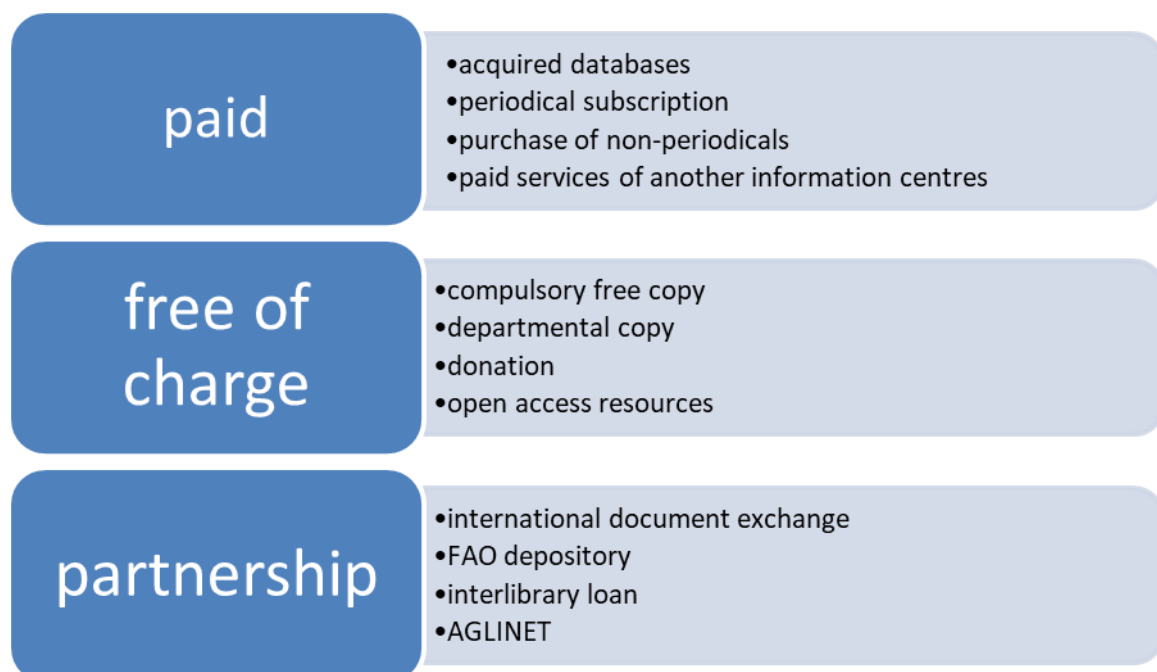 paid
•acquired databases
•periodical subscription
•purchase of non-periodicals
•paid services of another information centres
free of
charge
•compulsory free copy
•departmental copy
•donation
•open access resources
partnership
•international document exchange
•FAO depository
•interlibrary loan
•AGLINET